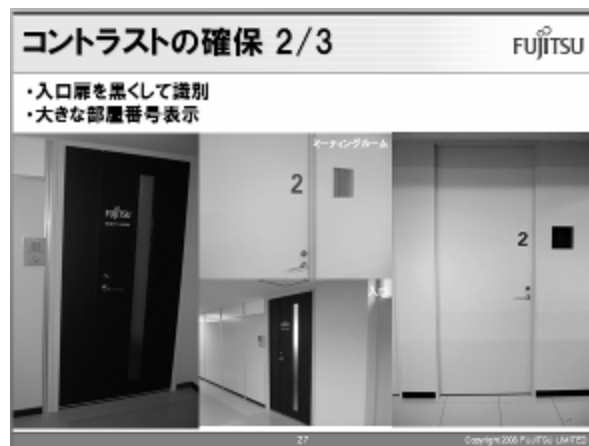 コントラストの確保 2/3
FUJITSU
・入口扉を黒くして識別
・大きな部屋番号表示
ミーティングルーム
2
2
FUJITSU
入口
27
Copyright 2006 FUJITSU LIMITED